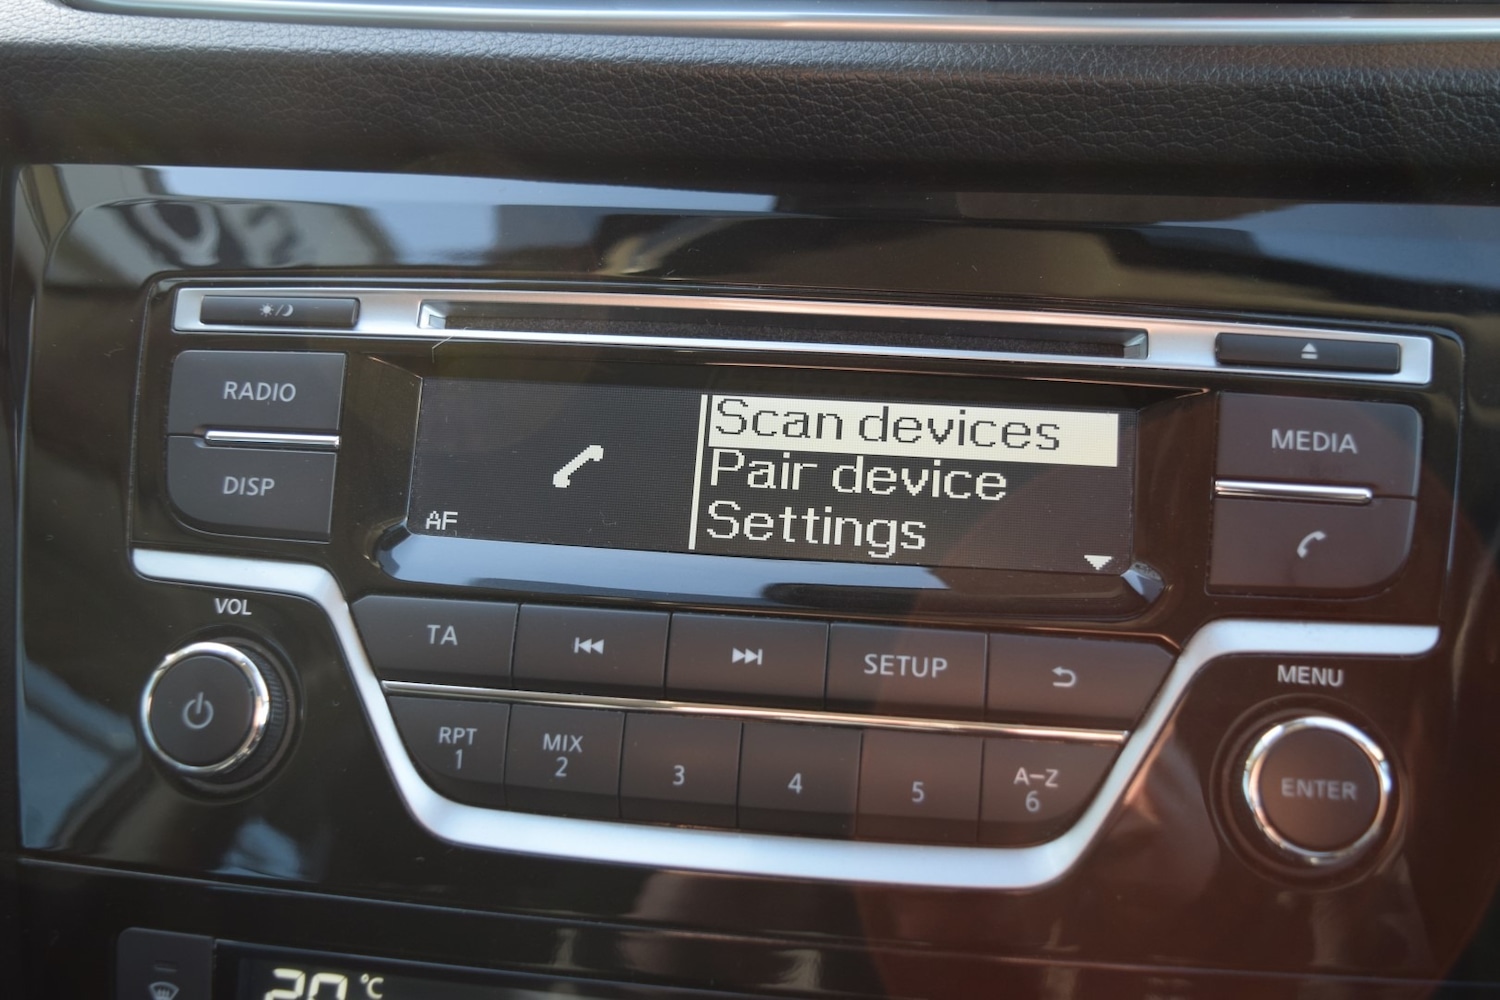 RADIO
DISP
AF
Scan devices
Pair device
Settings
MEDIA
VOL
TA
SETUP
MENU
RPT
1
MIX
2
3
4
5
A-Z
6
ENTER
20 °C